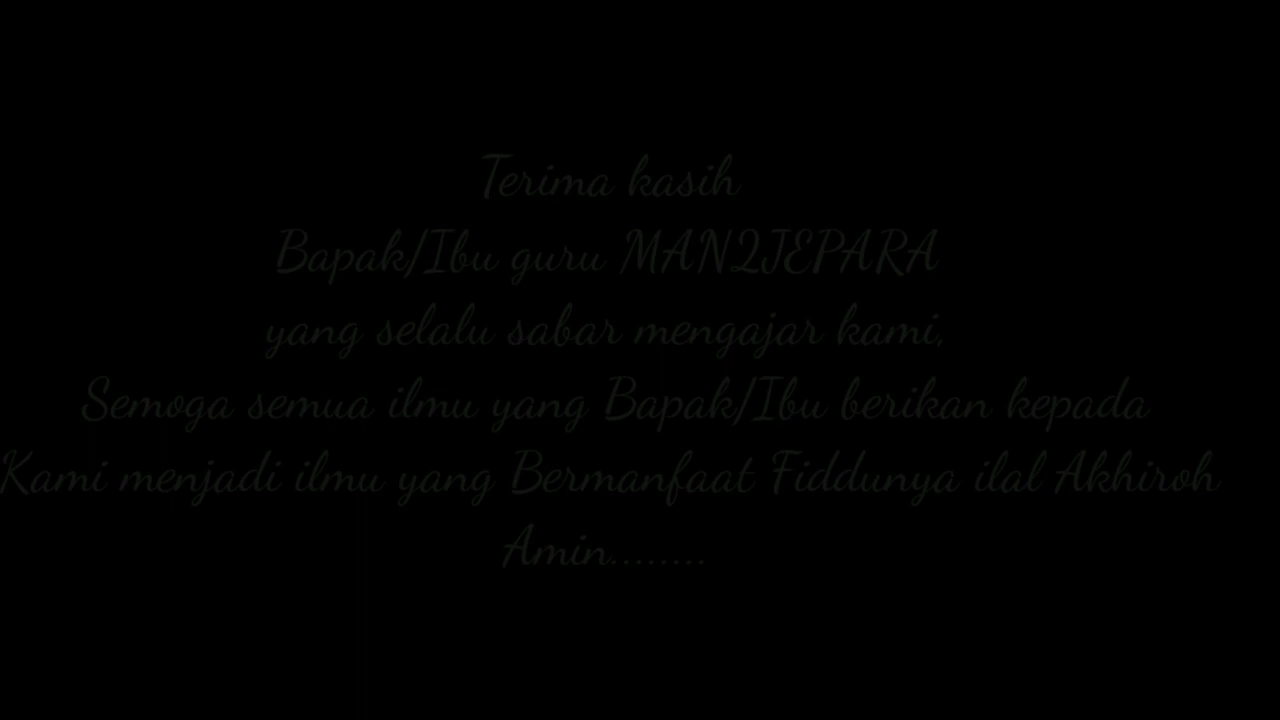 Terima kasih
Bapak/Ibu guru MAN2JEPARA
yang selalu sabar mengajar kami,
Semoga semua ilmu yang Bapak/Ibu berikan kepada
Kami menjadi ilmu yang Bermanfaat Fiddunya ilal Akhiroh
Amin........